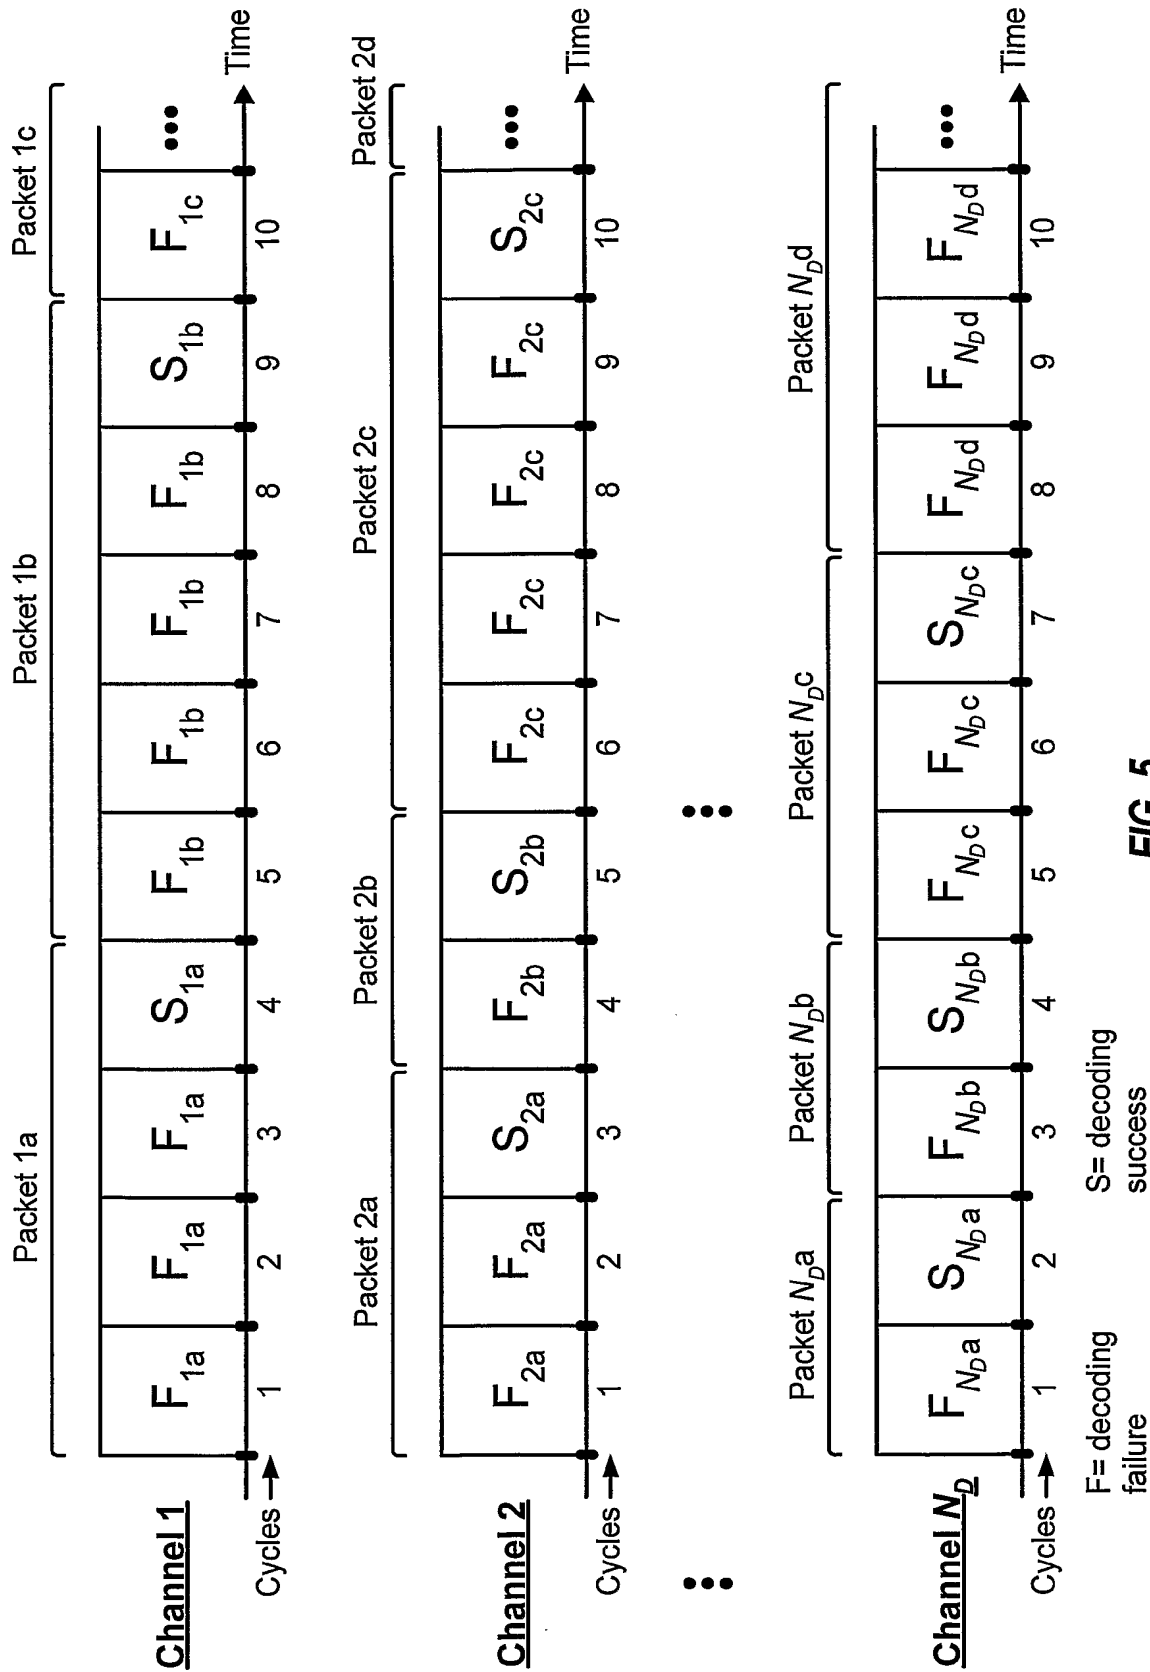 Packet 1a Packet 1b Packet 1c
Channel 1
F1a F1a F1a S1a F1b F1b F1b F1b S1b F1c •••
Cycles 1 2 3 4 5 6 7 8 9 10 Time
Packet 2a Packet 2b Packet 2c Packet 2d
Channel 2
F2a F2a S2a F2b S2b F2c F2c F2c F2c S2c •••
Cycles 1 2 3 4 5 6 7 8 9 10 Time
••• •••
Packet NDa Packet NDb Packet NDc Packet NDd
Channel ND
FNDa SNDa FNDb SNDb FNDc FNDc SNDc FNDd FNDd FNDd •••
Cycles 1 2 3 4 5 6 7 8 9 10 Time
F= decoding
failure
S= decoding
success
FIG. 5